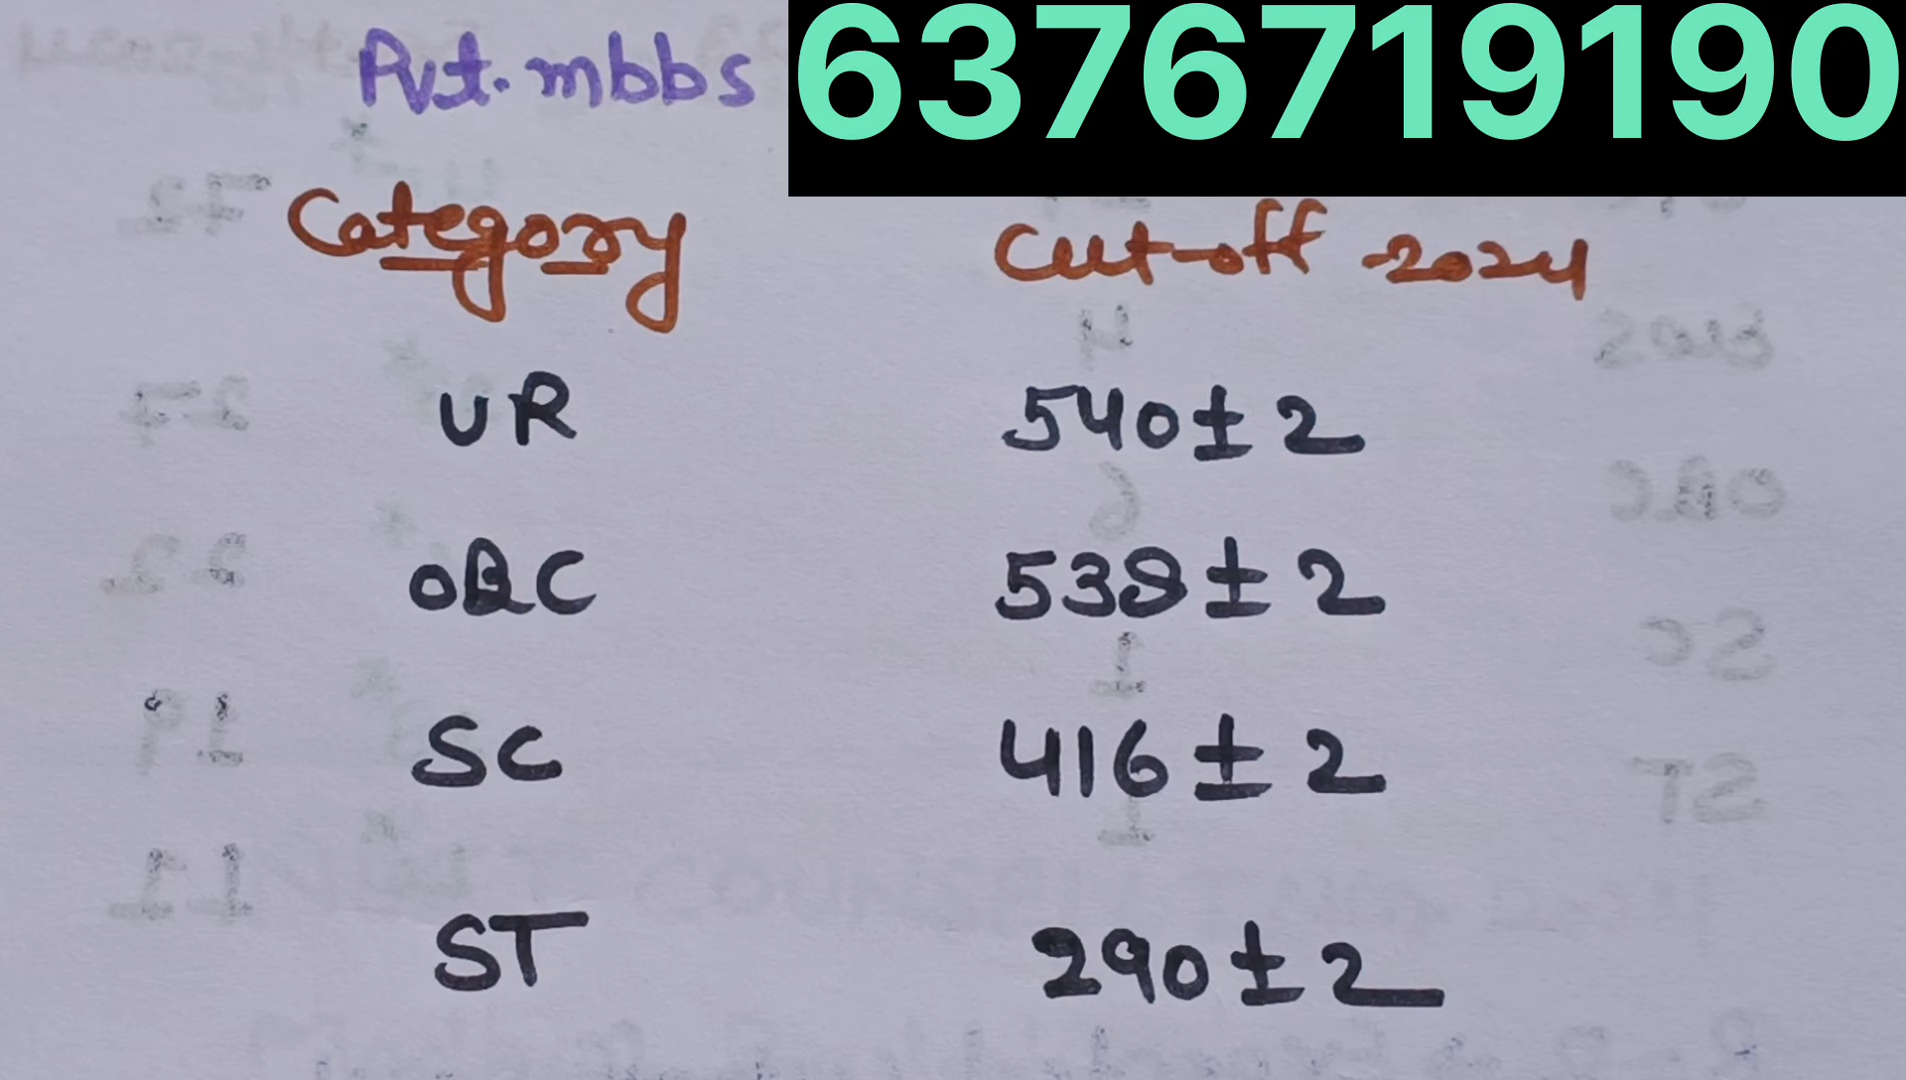 Pvt. mbbs 6376719190
Category Cut-off -2024
UR 540 ± 2
OBC 538 ± 2
SC 416 ± 2
ST 290 ± 2